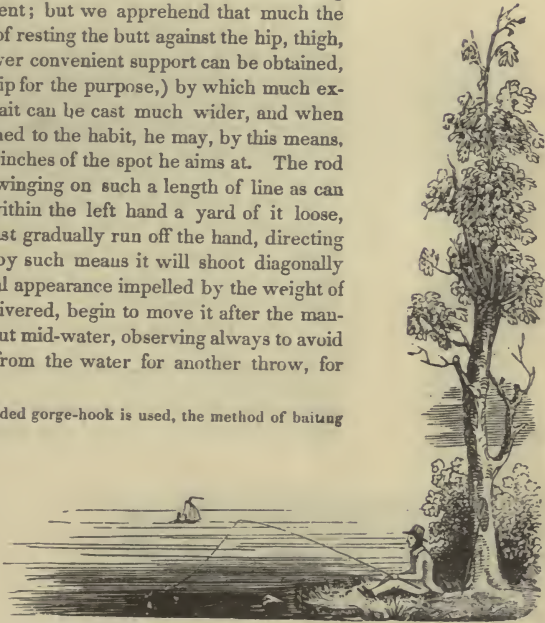 ent; but we apprehend that much the
of resting the butt against the hip, thigh,
ver convenient support can be obtained,
ip for the purpose,) by which much ex-
ait can be cast much wider, and when
ned to the habit, he may, by this means,
inches of the spot he aims at. The rod
winging on such a length of line as can
vithin the left hand a yard of it loose,
st gradually run off the hand, directing
by such means it will shoot diagonally
l appearance impelled by the weight of
ivered, begin to move it after the man-
ut mid-water, observing always to avoid
from the water for another throw, for
ded gorge-hook is used, the method of baiting